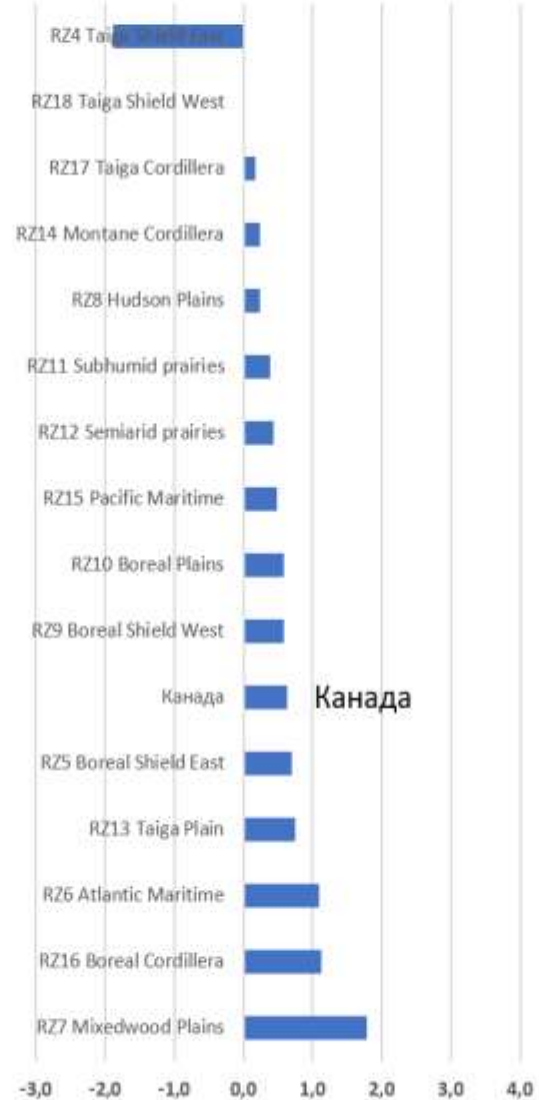 RZ4 Taiga Shield East
RZ18 Taiga Shield West
RZ17 Taiga Cordillera
RZ14 Montane Cordillera
RZ8 Hudson Plains
RZ11 Subhumid prairies
RZ12 Semiarid prairies
RZ15 Pacific Maritime
RZ10 Boreal Plains
RZ9 Boreal Shield West
Канада Канада
RZ5 Boreal Shield East
RZ13 Taiga Plain
RZ6 Atlantic Maritime
RZ16 Boreal Cordillera
RZ7 Mixedwood Plains
-3,0 -2,0 -1,0 0,0 1,0 2,0 3,0 4,0